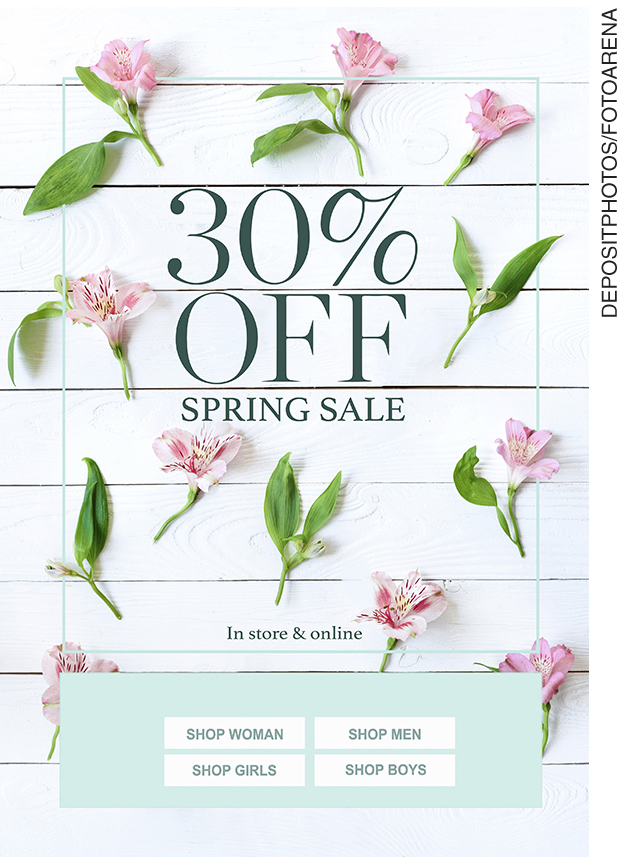 30%
OFF
SPRING SALE
In store & online
SHOP WOMAN
SHOP MEN
SHOP GIRLS
SHOP BOYS
DEPOSITPHOTOS/FOTOARENA